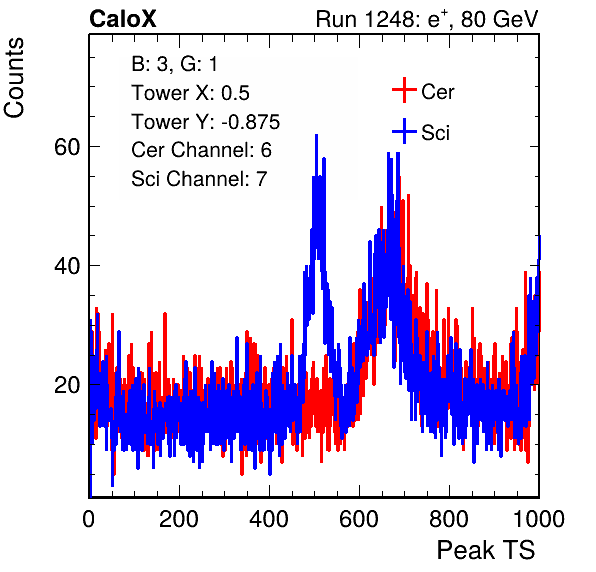 CaloX Run 1248: e⁺, 80 GeV
Counts
B: 3, G: 1
Tower X: 0.5
Tower Y: -0.875
Cer Channel: 6
Sci Channel: 7
Cer
Sci
60
40
20
0 200 400 600 800 1000
Peak TS